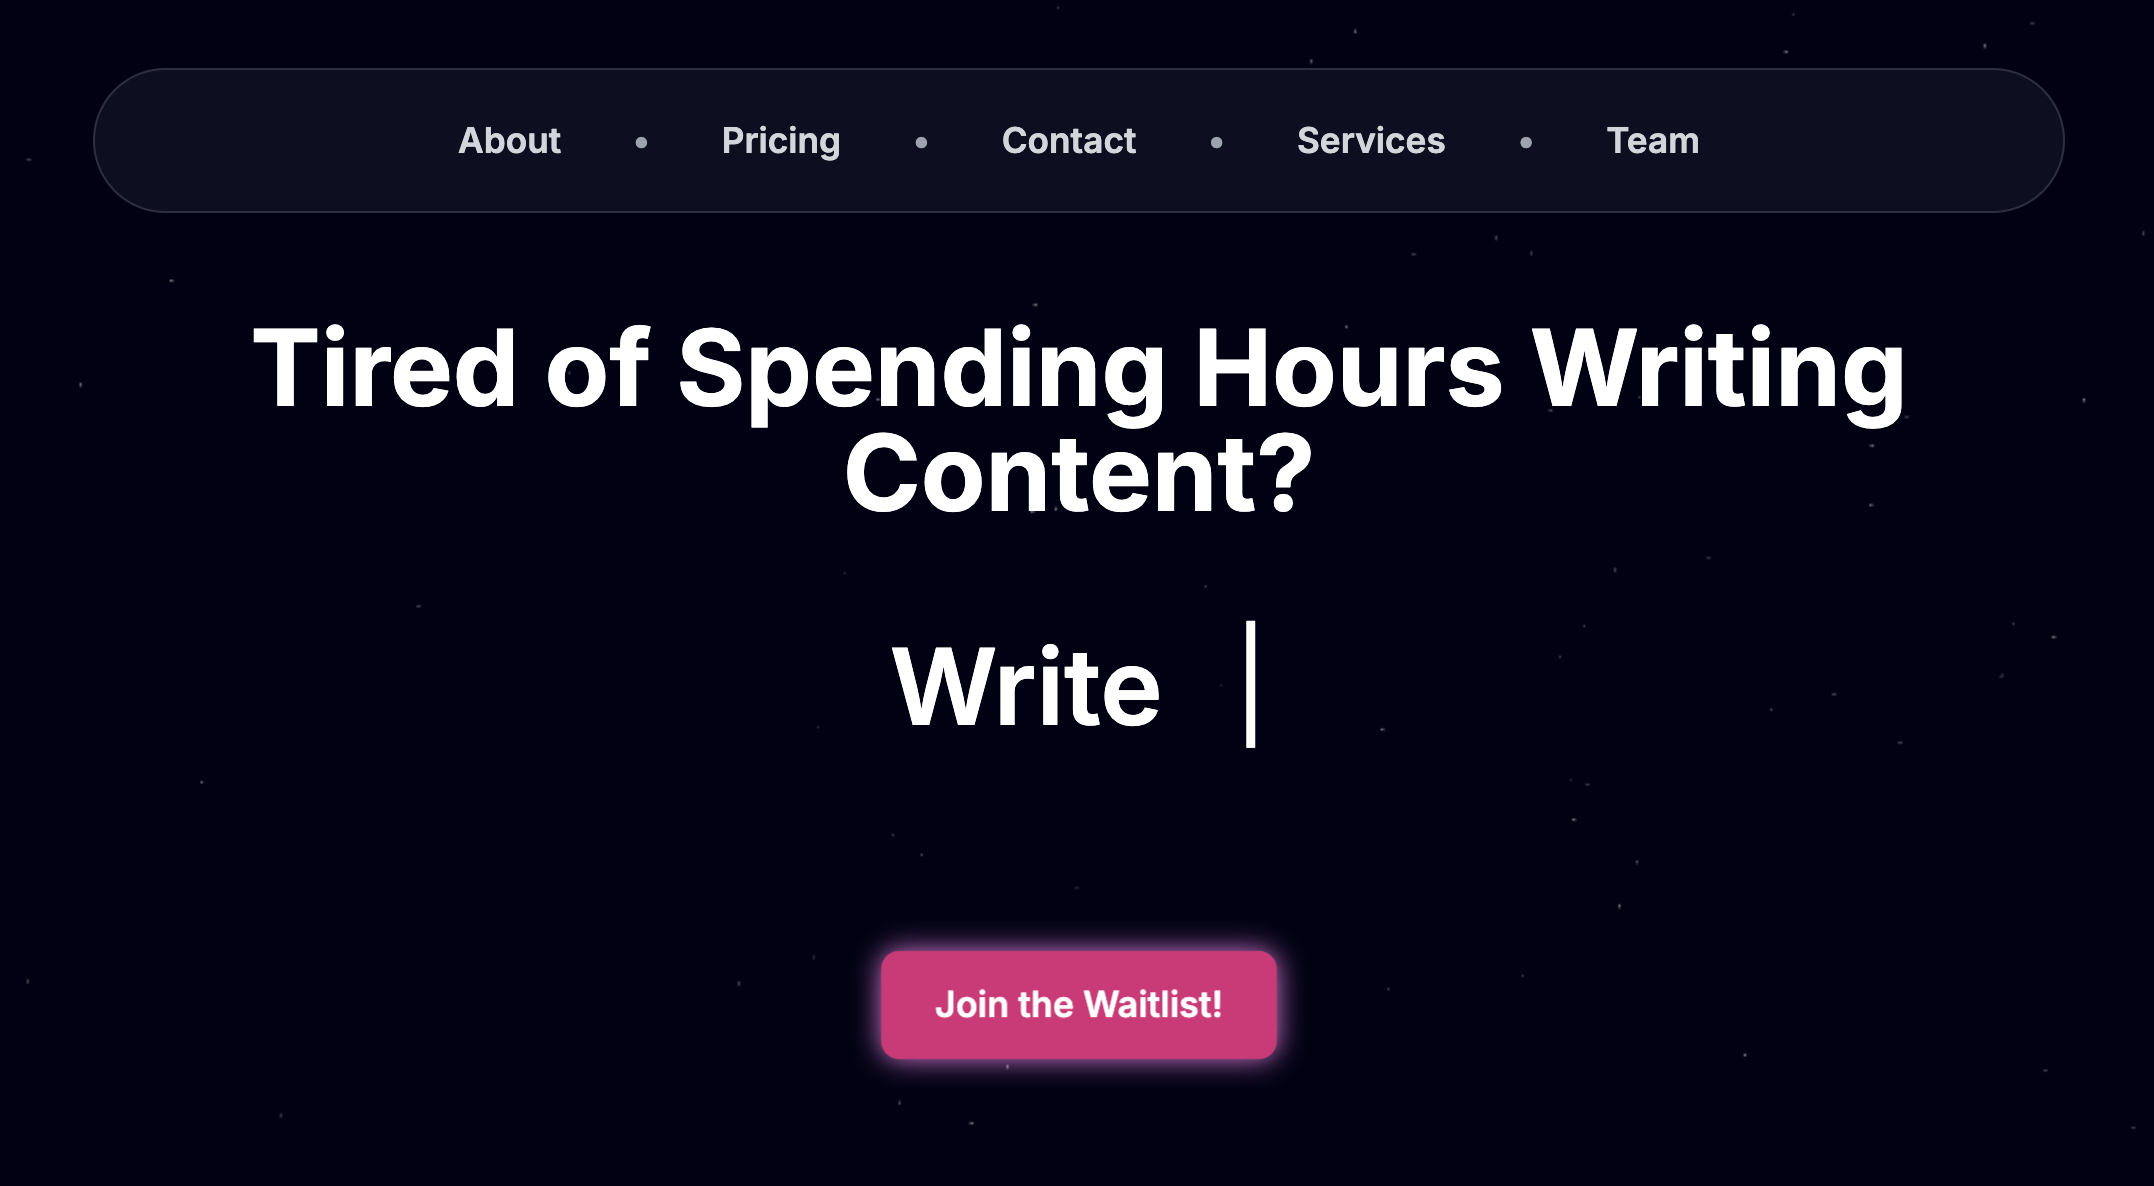 About • Pricing • Contact • Services • Team
Tired of Spending Hours Writing
Content?
Write
Join the Waitlist!